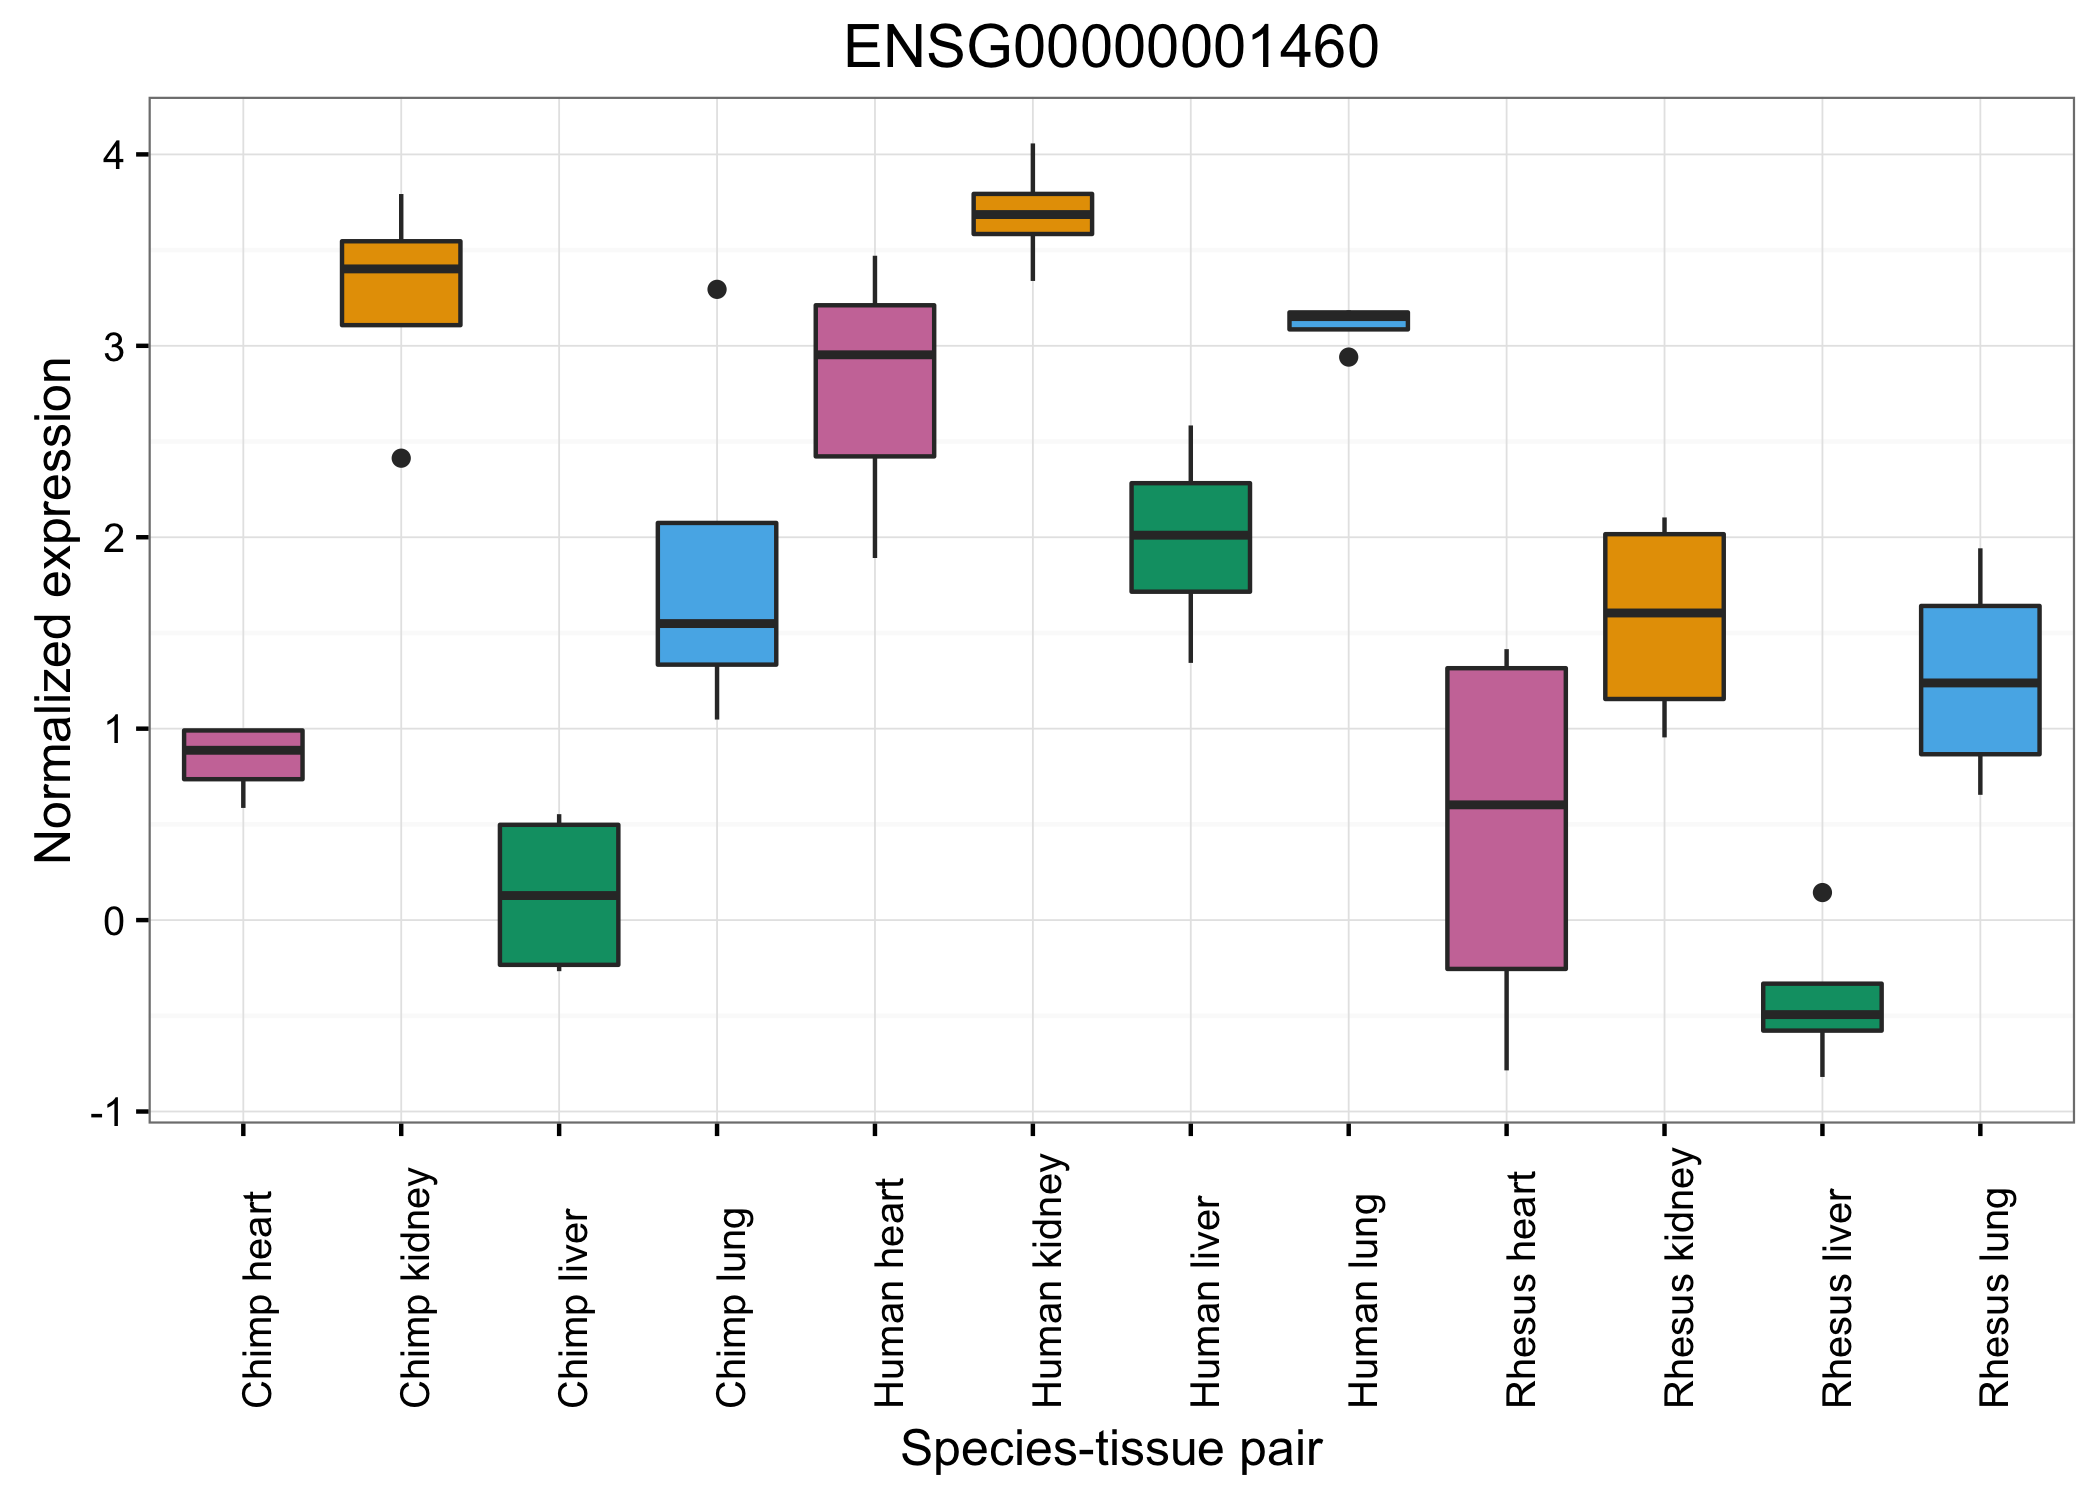 ENSG00000001460
Normalized expression
4
3
2
1
0
-1
Chimp heart
Chimp kidney
Chimp liver
Chimp lung
Human heart
Human kidney
Human liver
Human lung
Rhesus heart
Rhesus kidney
Rhesus liver
Rhesus lung
Species-tissue pair